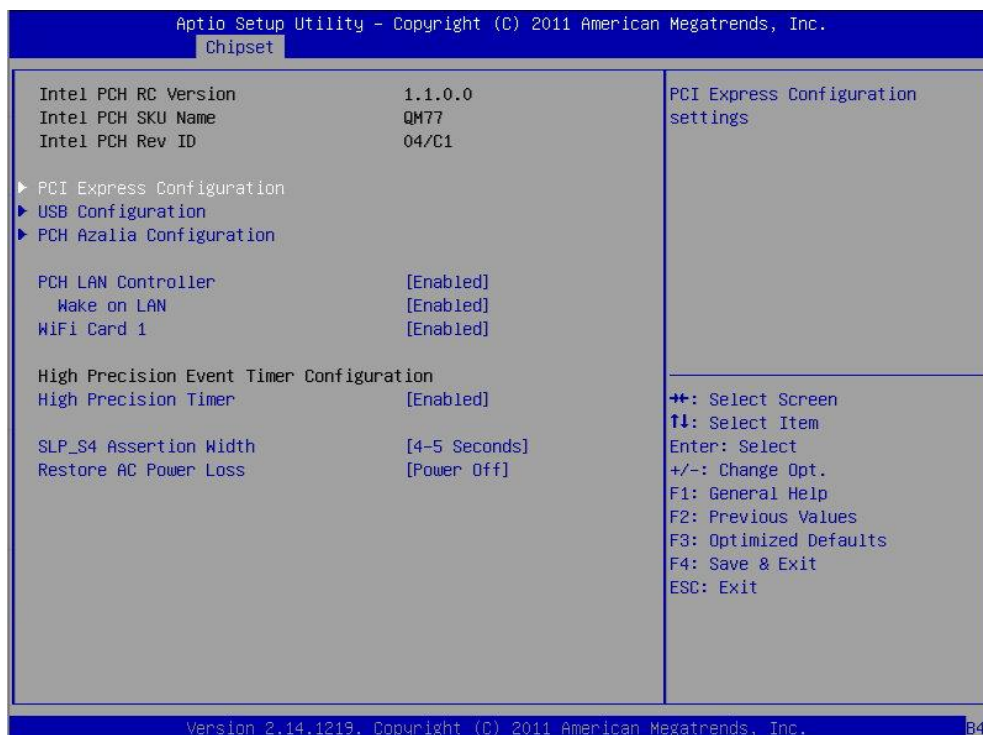 Aptio Setup Utility – Copyright (C) 2011 American Megatrends, Inc.
Chipset
Intel PCH RC Version 1.1.0.0
Intel PCH SKU Name QM77
Intel PCH Rev ID 04/C1
PCI Express Configuration
USB Configuration
PCH Azalia Configuration
PCH LAN Controller [Enabled]
Wake on LAN [Enabled]
WiFi Card 1 [Enabled]
High Precision Event Timer Configuration
High Precision Timer [Enabled]
SLP_S4 Assertion Width [4-5 Seconds]
Restore AC Power Loss [Power Off]
PCI Express Configuration
settings
→←: Select Screen
↑↓: Select Item
Enter: Select
+/-: Change Opt.
F1: General Help
F2: Previous Values
F3: Optimized Defaults
F4: Save & Exit
ESC: Exit
Version 2.14.1219. Copyright (C) 2011 American Megatrends, Inc.
B4